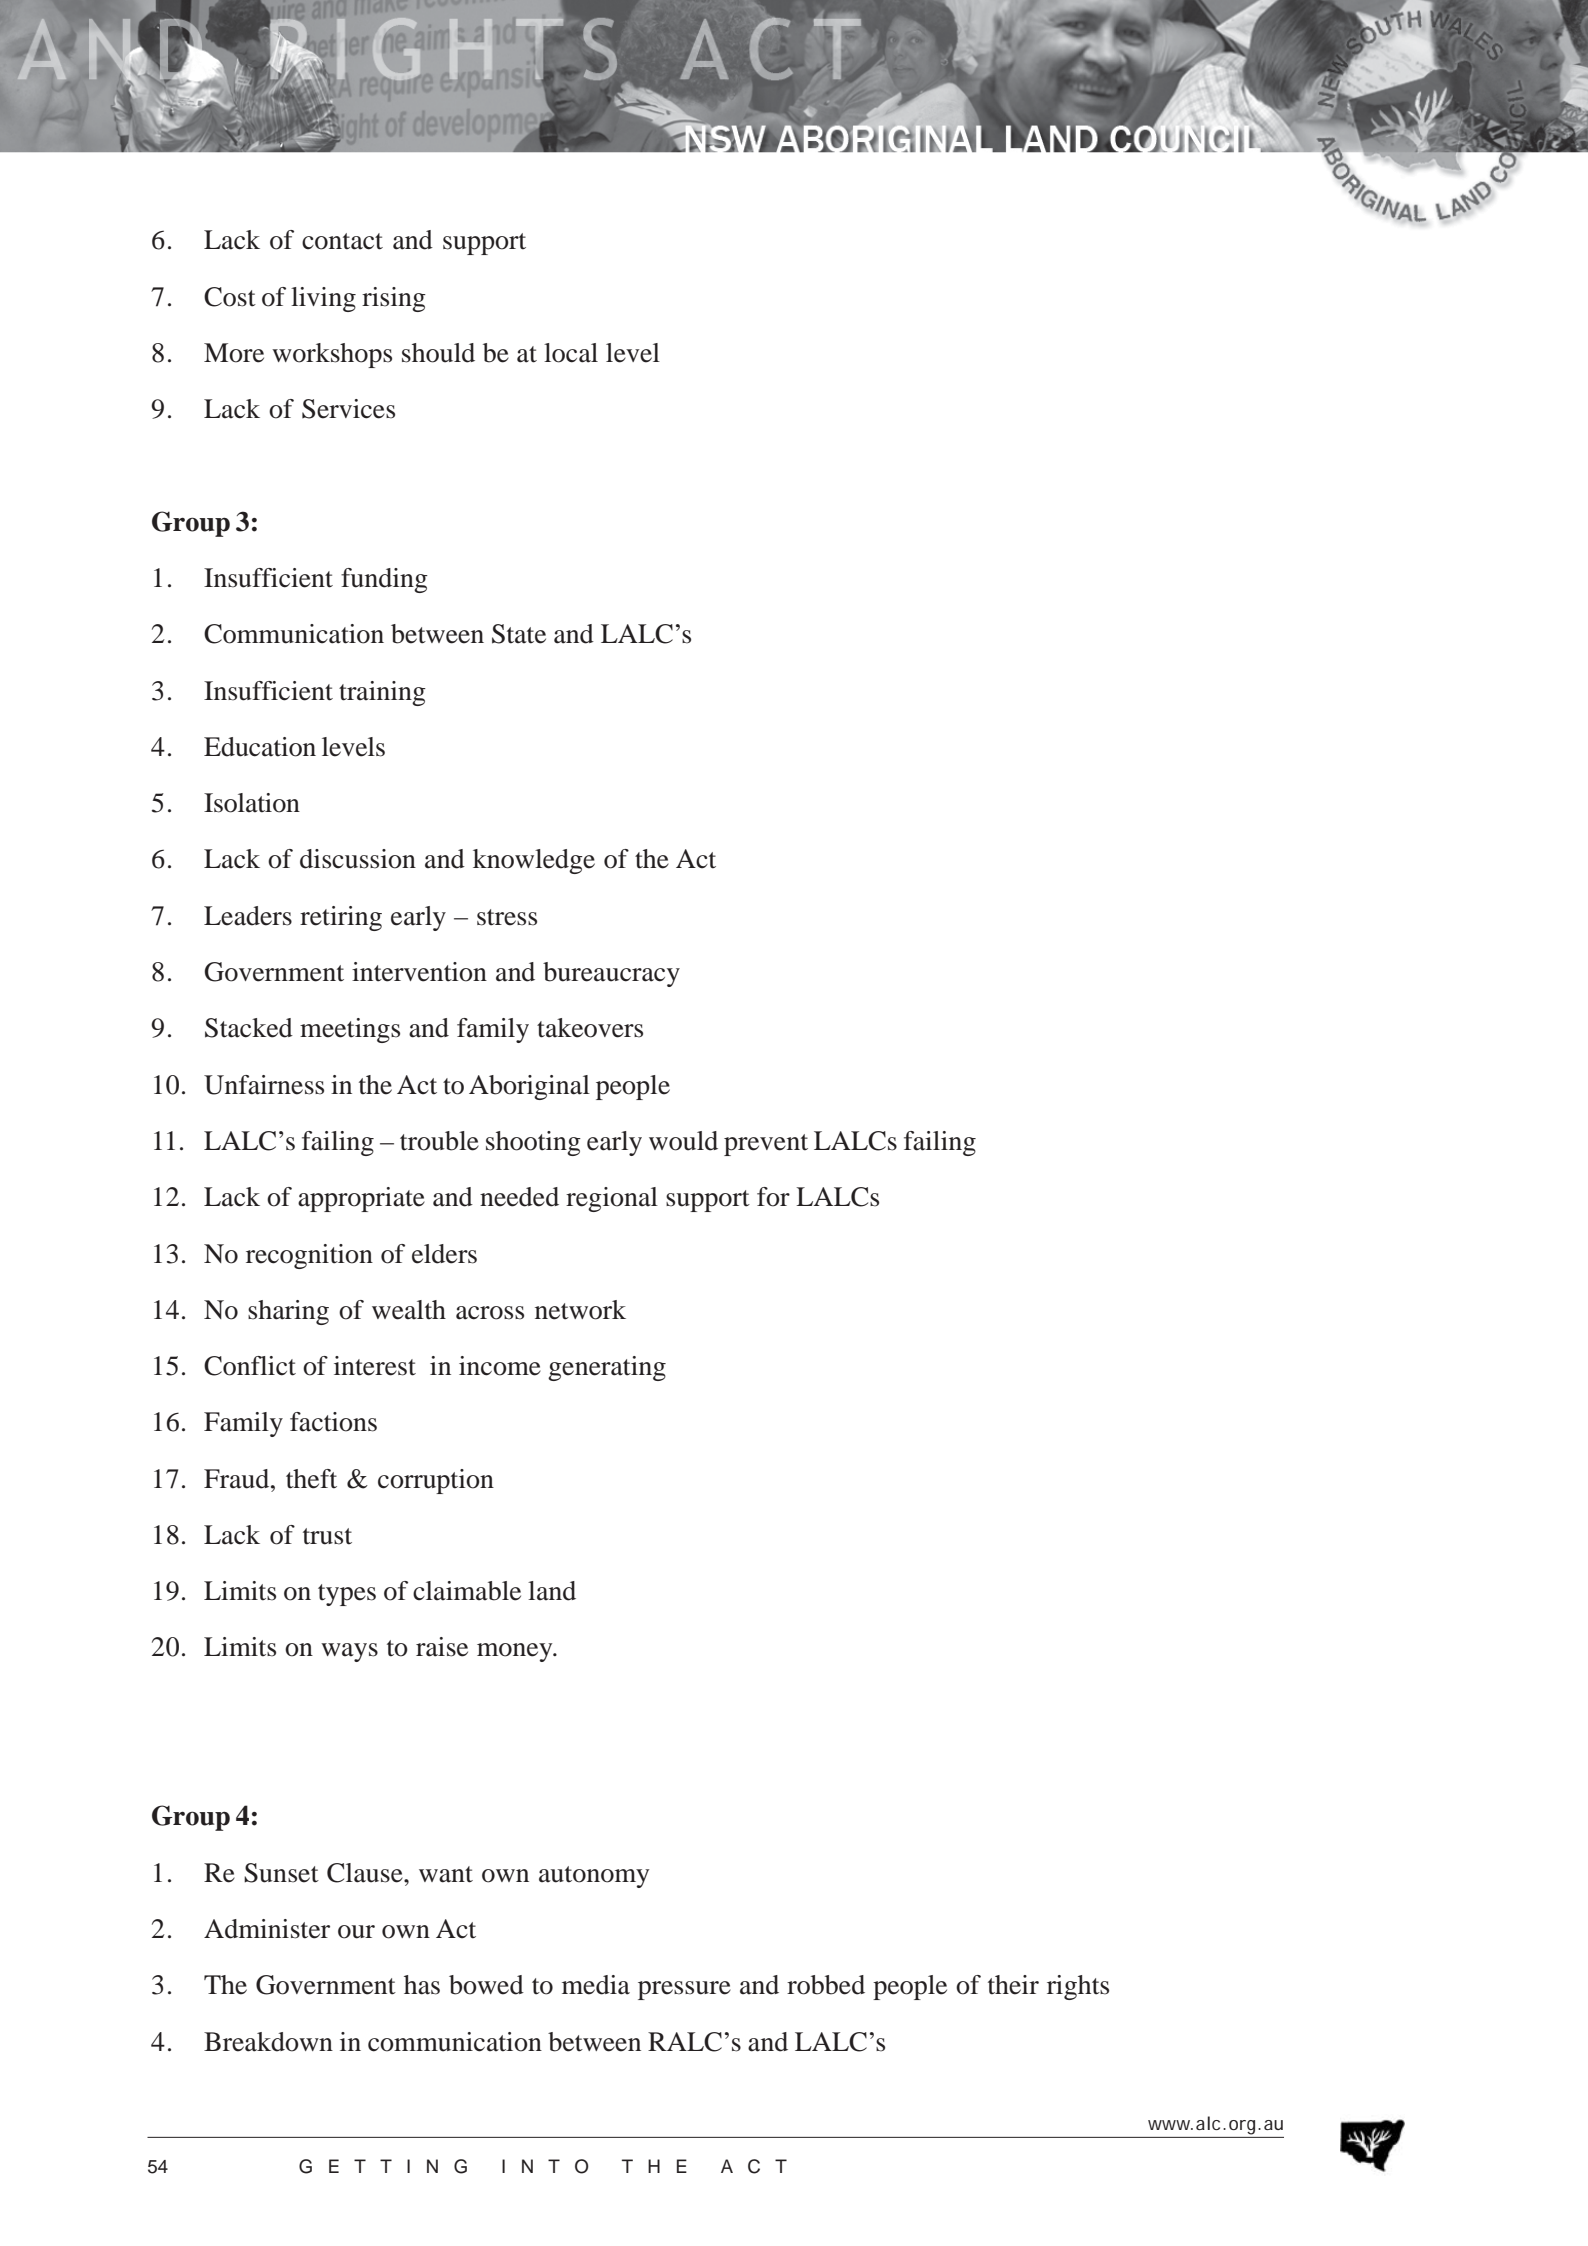 AND RIGHTS ACT
NSW ABORIGINAL LAND COUNCIL
NEW SOUTH WALES
ABORIGINAL LAND COUNCIL
6. Lack of contact and support
7. Cost of living rising
8. More workshops should be at local level
9. Lack of Services
Group 3:
1. Insufficient funding
2. Communication between State and LALC’s
3. Insufficient training
4. Education levels
5. Isolation
6. Lack of discussion and knowledge of the Act
7. Leaders retiring early – stress
8. Government intervention and bureaucracy
9. Stacked meetings and family takeovers
10. Unfairness in the Act to Aboriginal people
11. LALC’s failing – trouble shooting early would prevent LALCs failing
12. Lack of appropriate and needed regional support for LALCs
13. No recognition of elders
14. No sharing of wealth across network
15. Conflict of interest in income generating
16. Family factions
17. Fraud, theft & corruption
18. Lack of trust
19. Limits on types of claimable land
20. Limits on ways to raise money.
Group 4:
1. Re Sunset Clause, want own autonomy
2. Administer our own Act
3. The Government has bowed to media pressure and robbed people of their rights
4. Breakdown in communication between RALC’s and LALC’s
www.alc.org.au
54 GETTING INTO THE ACT